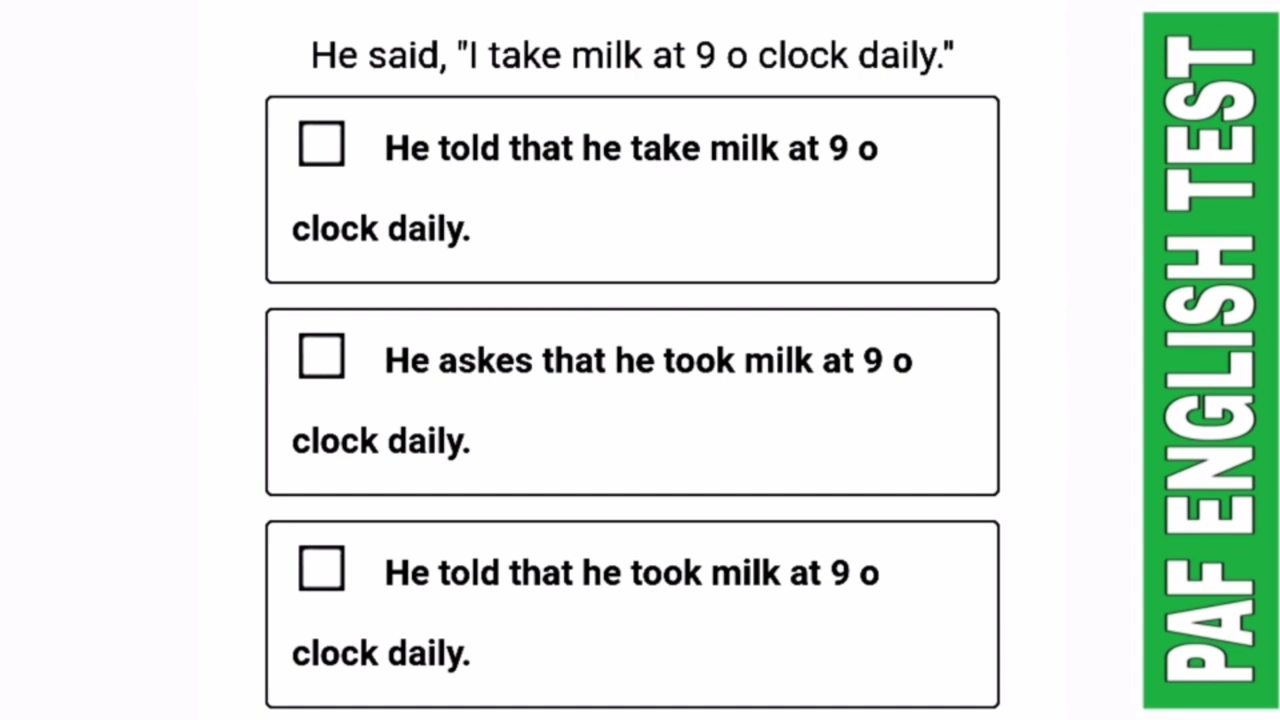 He said, "I take milk at 9 o clock daily."
He told that he take milk at 9 o
clock daily.
He askes that he took milk at 9 o
clock daily.
He told that he took milk at 9 o
clock daily.
PAF ENGLISH TEST